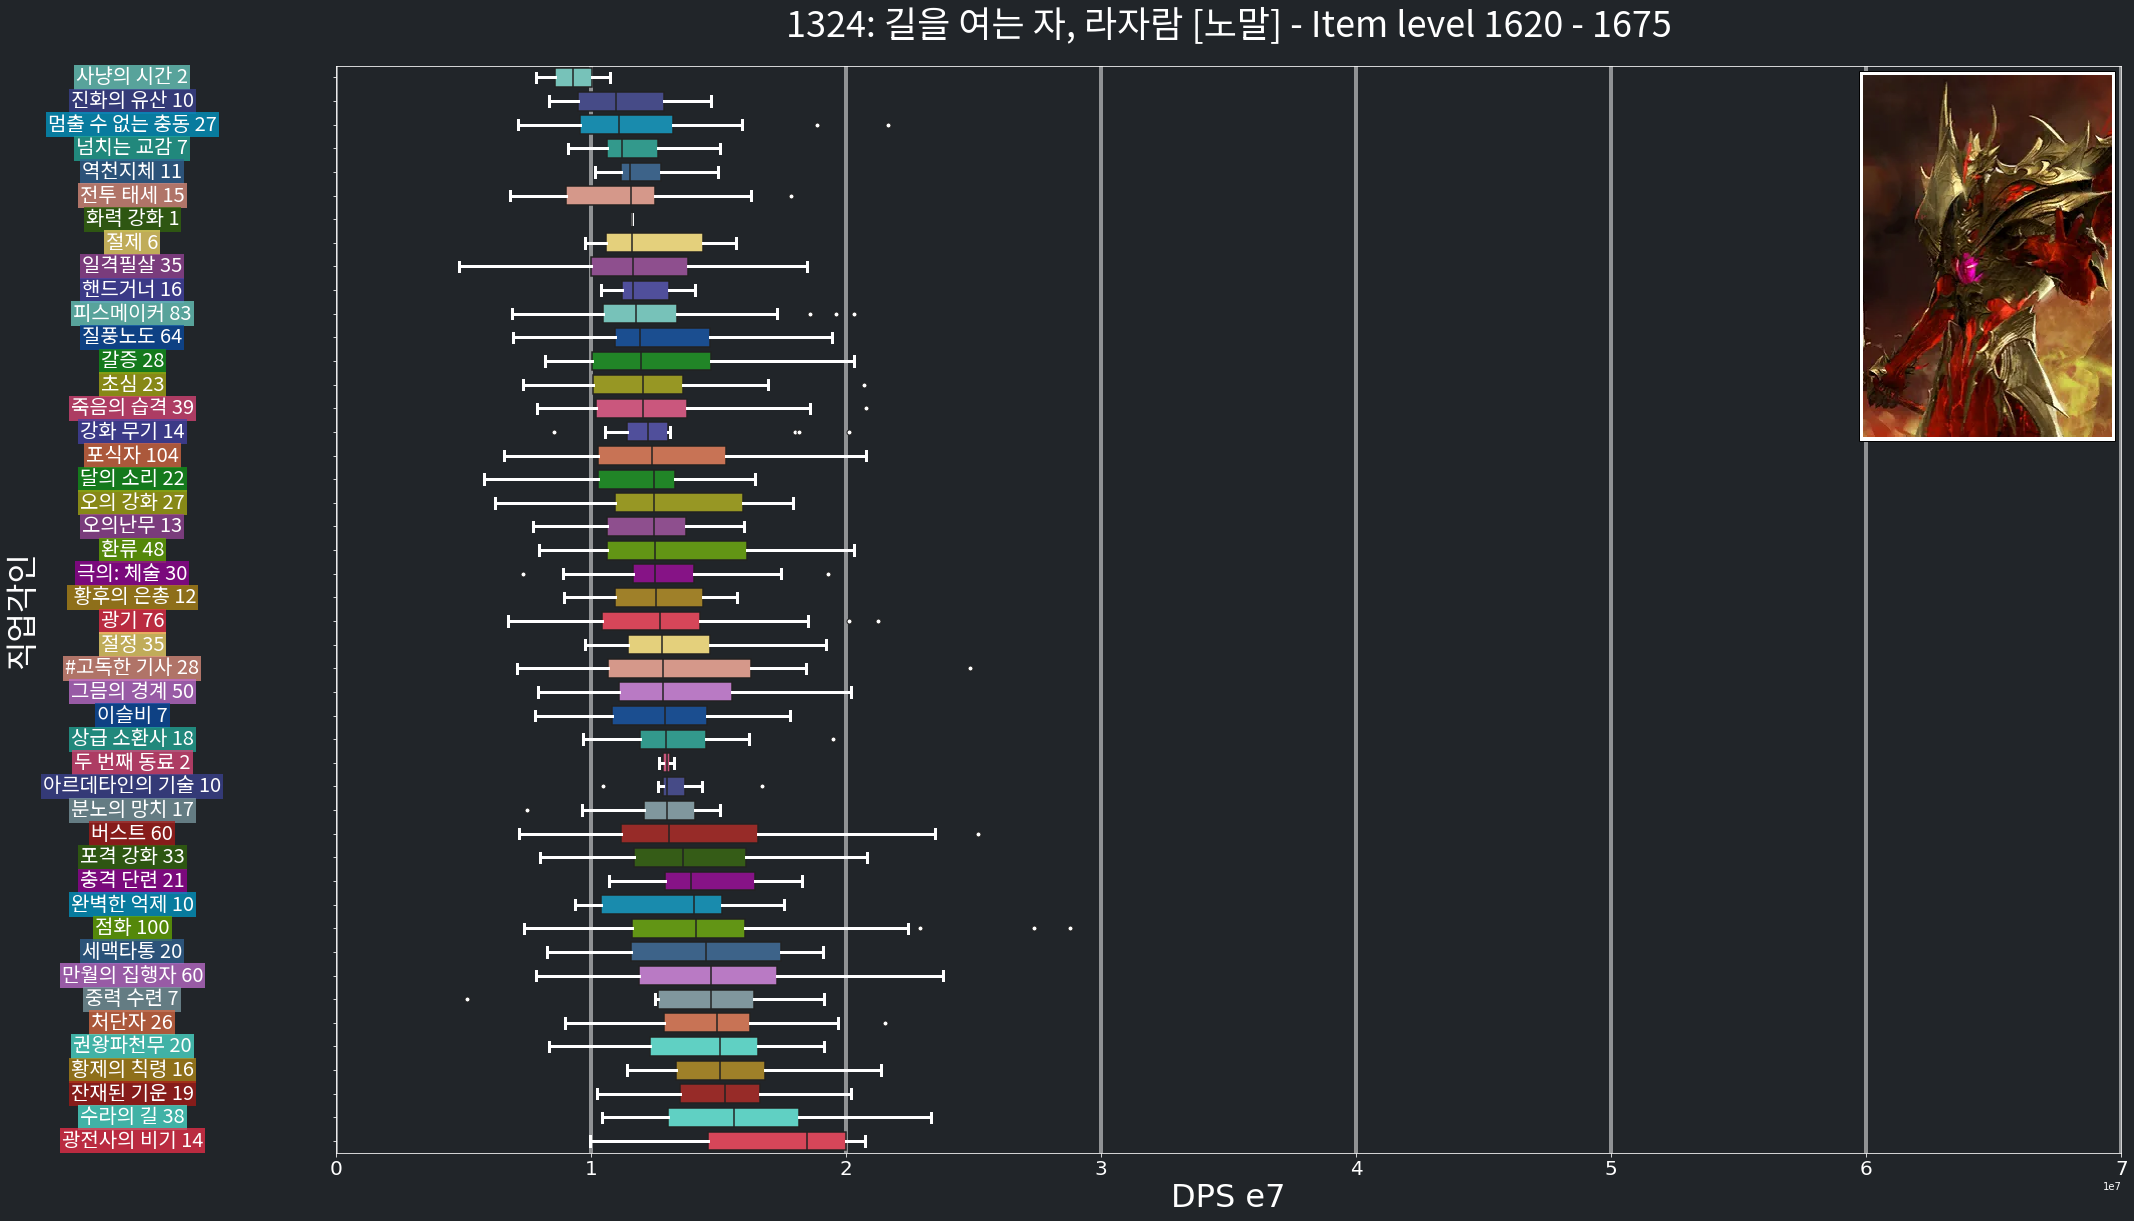 1324: 길을 여는 자, 라자람 [노말] - Item level 1620 - 1675
직업각인
사냥의 시간 2
진화의 유산 10
멈출 수 없는 충동 27
넘치는 교감 7
역천지체 11
전투 태세 15
화력 강화 1
절제 6
일격필살 35
핸드거너 16
피스메이커 83
질풍노도 64
갈증 28
초심 23
죽음의 습격 39
강화 무기 14
포식자 104
달의 소리 22
오의 강화 27
오의난무 13
환류 48
극의: 체술 30
황후의 은총 12
광기 76
절정 35
#고독한 기사 28
그믐의 경계 50
이슬비 7
상급 소환사 18
두 번째 동료 2
아르데타인의 기술 10
분노의 망치 17
버스트 60
포격 강화 33
충격 단련 21
완벽한 억제 10
점화 100
세맥타통 20
만월의 집행자 60
중력 수련 7
처단자 26
권왕파천무 20
황제의 칙령 16
잔재된 기운 19
수라의 길 38
광전사의 비기 14
0 1 2 3 4 5 6 7
1e7
DPS e7